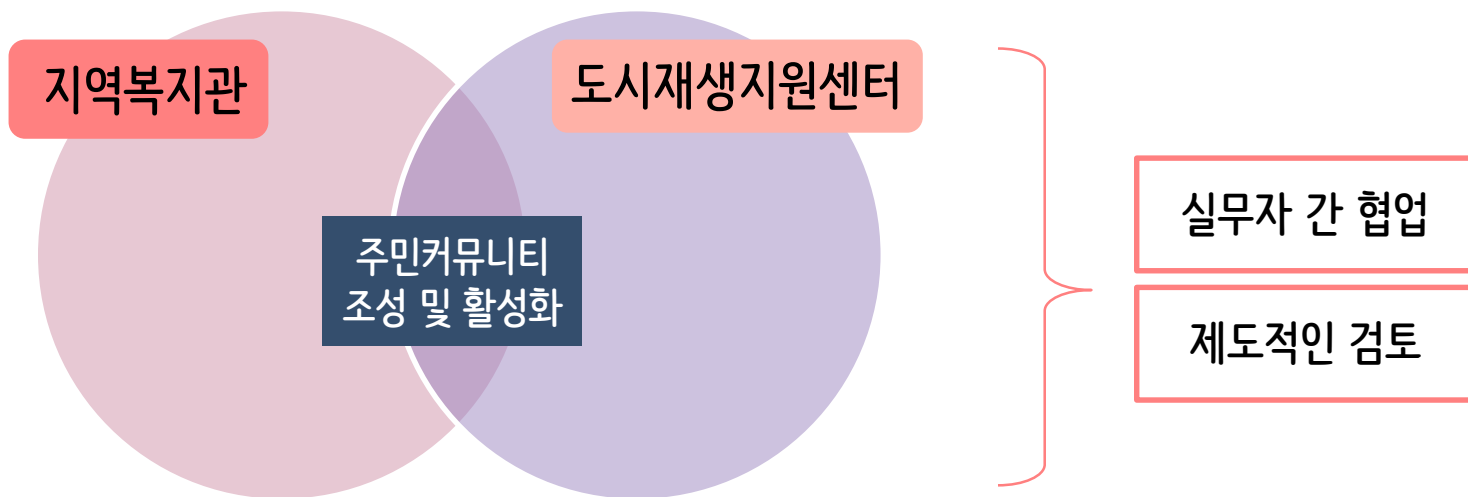 지역복지관
도시재생지원센터
주민커뮤니티
조성 및 활성화
실무자 간 협업
제도적인 검토